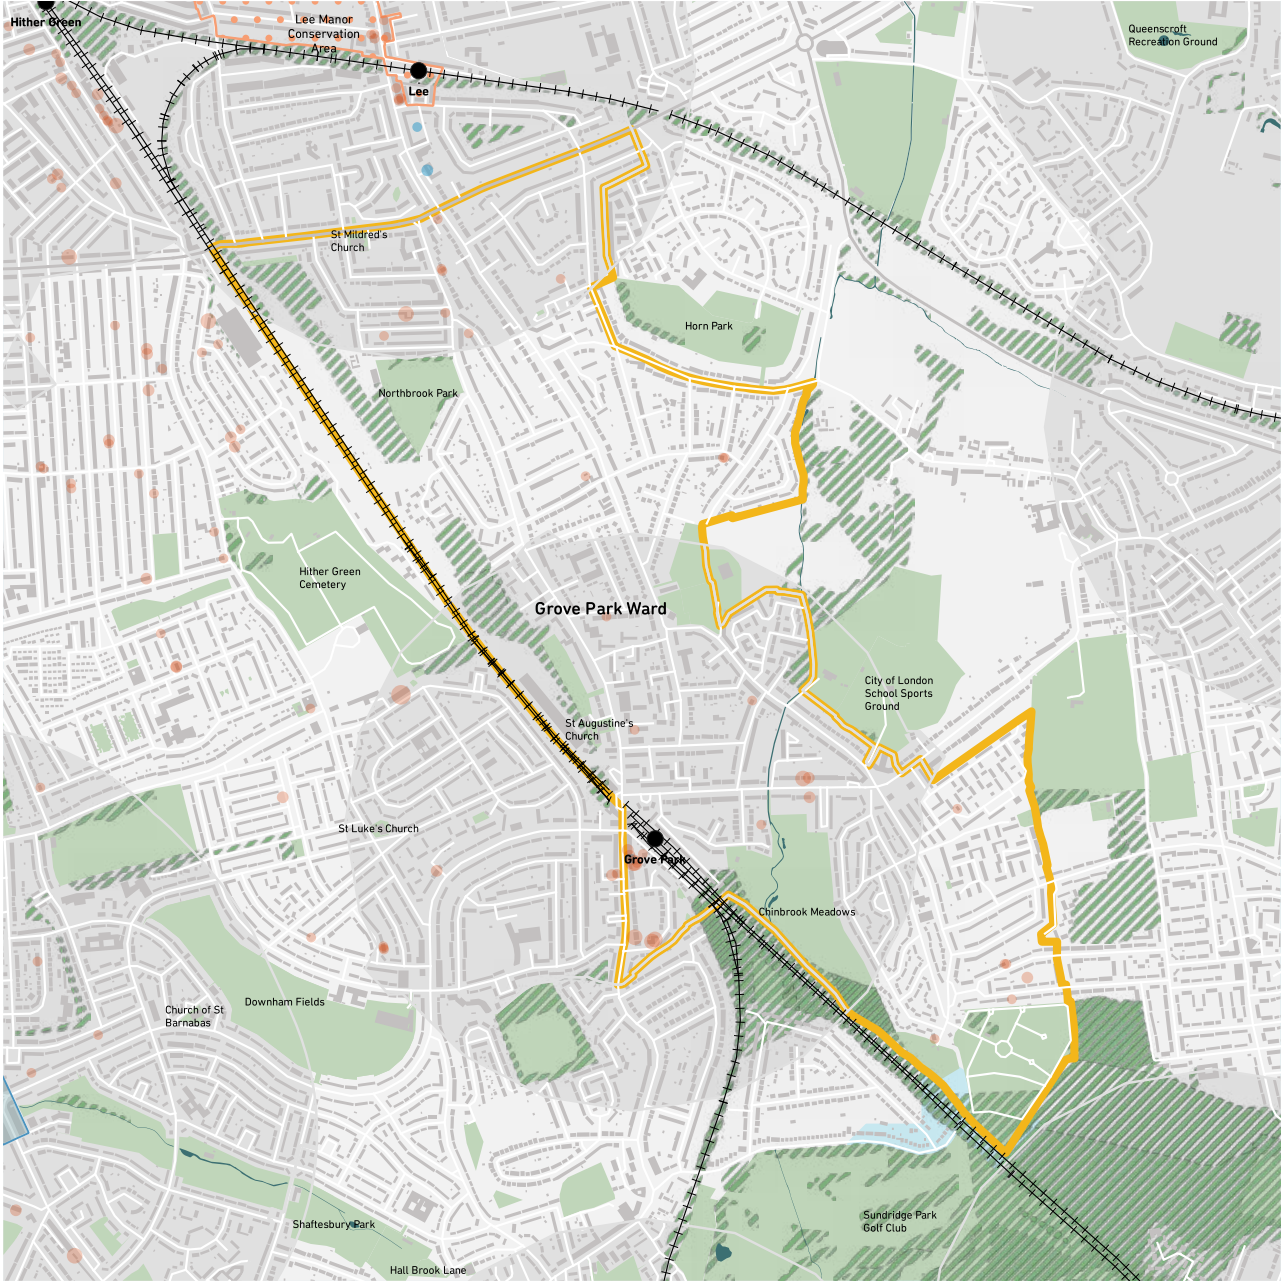 Hither Green
Lee Manor
Conservation
Area
Queenscroft
Recreation Ground
Lee
St Mildred's
Church
Horn Park
Northbrook Park
Hither Green
Cemetery
Grove Park Ward
City of London
School Sports
Ground
St Augustine's
Church
St Luke's Church
Grove Park
Chinbrook Meadows
Downham Fields
Church of St
Barnabas
Sundridge Park
Golf Club
Shaftesbury Park
Hall Brook Lane